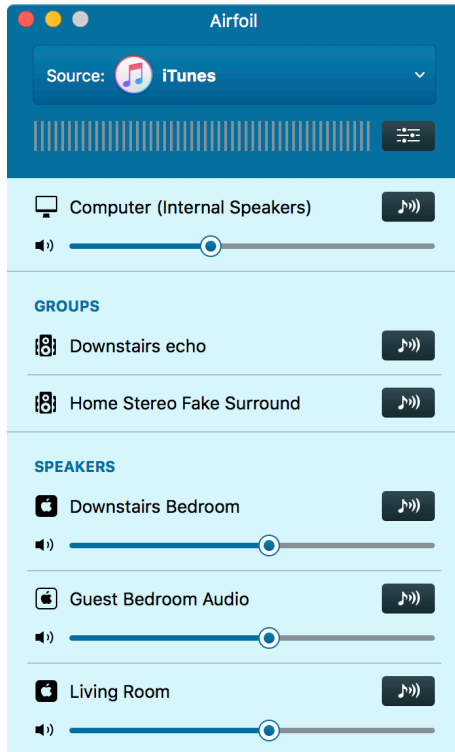 Airfoil
Source: iTunes
Computer (Internal Speakers)
GROUPS
Downstairs echo
Home Stereo Fake Surround
SPEAKERS
Downstairs Bedroom
Guest Bedroom Audio
Living Room